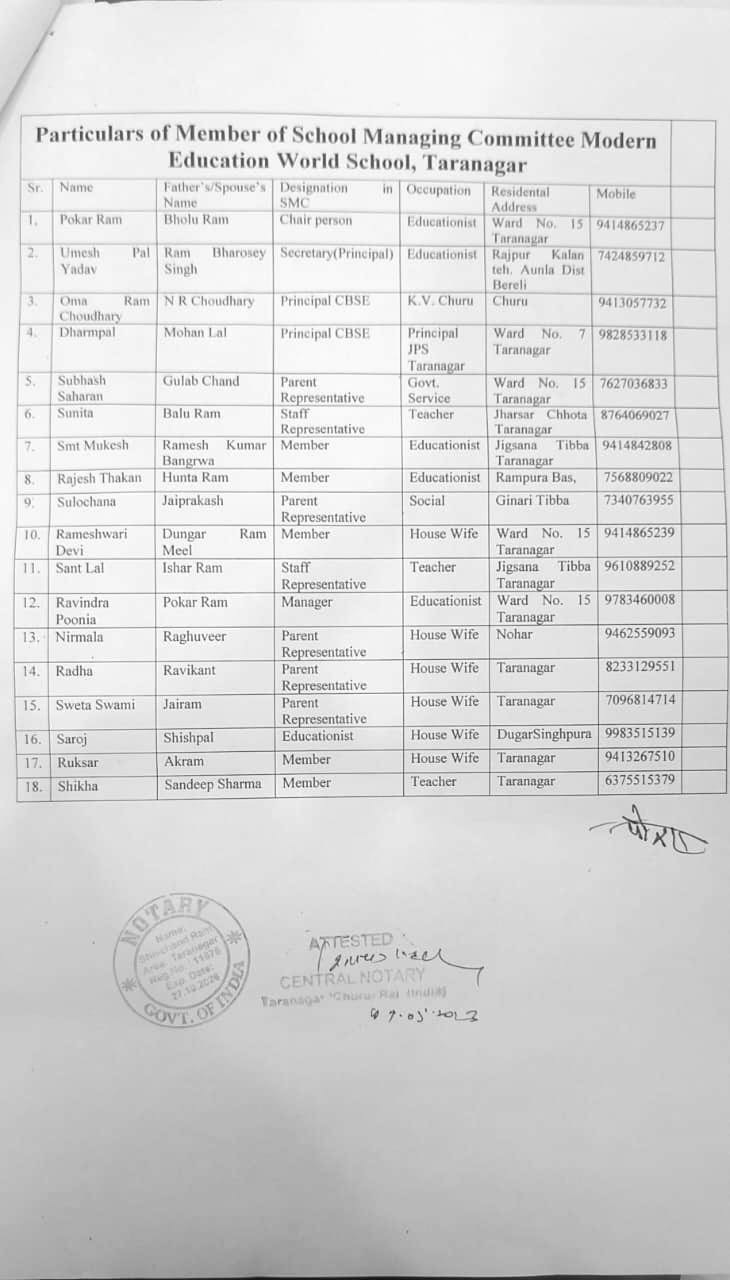 Particulars of Member of School Managing Committee Modern
Education World School, Taranagar
Sr. Name Father's/Spouse's Name Designation in SMC Occupation Residental Address Mobile
1. Pokar Ram Bholu Ram Chair person Educationist Ward No. 15 Taranagar 9414865237
2. Umesh Pal Yadav Ram Bharosey Singh Secretary(Principal) Educationist Rajpur Kalan teh. Aunla Dist Bereli 7424859712
3. Oma Ram Choudhary N R Choudhary Principal CBSE K.V. Churu Churu 9413057732
4. Dharmpal Mohan Lal Principal CBSE Principal JPS Taranagar Ward No. 7 Taranagar 9828533118
5. Subhash Saharan Gulab Chand Parent Representative Govt. Service Ward No. 15 Taranagar 7627036833
6. Sunita Balu Ram Staff Representative Teacher Jharsar Chhota Taranagar 8764069027
7. Smt Mukesh Ramesh Kumar Bangrwa Member Educationist Jigsana Tibba Taranagar 9414842808
8. Rajesh Thakan Hunta Ram Member Educationist Rampura Bas, 7568809022
9. Sulochana Jaiprakash Parent Representative Social Ginari Tibba 7340763955
10. Rameshwari Devi Dungar Ram Meel Member House Wife Ward No. 15 Taranagar 9414865239
11. Sant Lal Ishar Ram Staff Representative Teacher Jigsana Tibba Taranagar 9610889252
12. Ravindra Poonia Pokar Ram Manager Educationist Ward No. 15 Taranagar 9783460008
13. Nirmala Raghuveer Parent Representative House Wife Nohar 9462559093
14. Radha Ravikant Parent Representative House Wife Taranagar 8233129551
15. Sweta Swami Jairam Parent Representative House Wife Taranagar 7096814714
16. Saroj Shishpal Educationist House Wife DugarSinghpura 9983515139
17. Ruksar Akram Member House Wife Taranagar 9413267510
18. Shikha Sandeep Sharma Member Teacher Taranagar 6375515379
NOTARY
Name:
Shivchand Ram
Area: Taranagar
Reg.No.: 11876
Exp. Date:
27.10.2026
GOVT. OF INDIA
ATTESTED
CENTRAL NOTARY
Taranagar (Churu) Raj. (India)